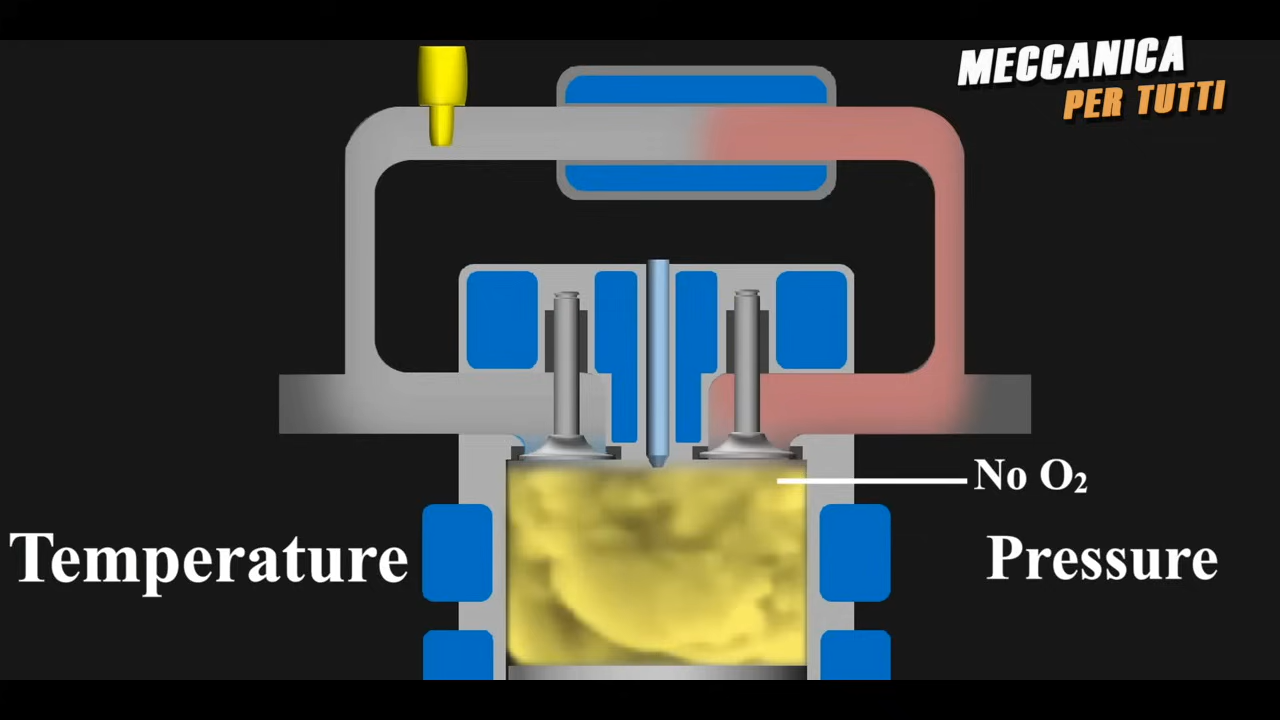 MECCANICA
PER TUTTI
No O₂
Temperature
Pressure